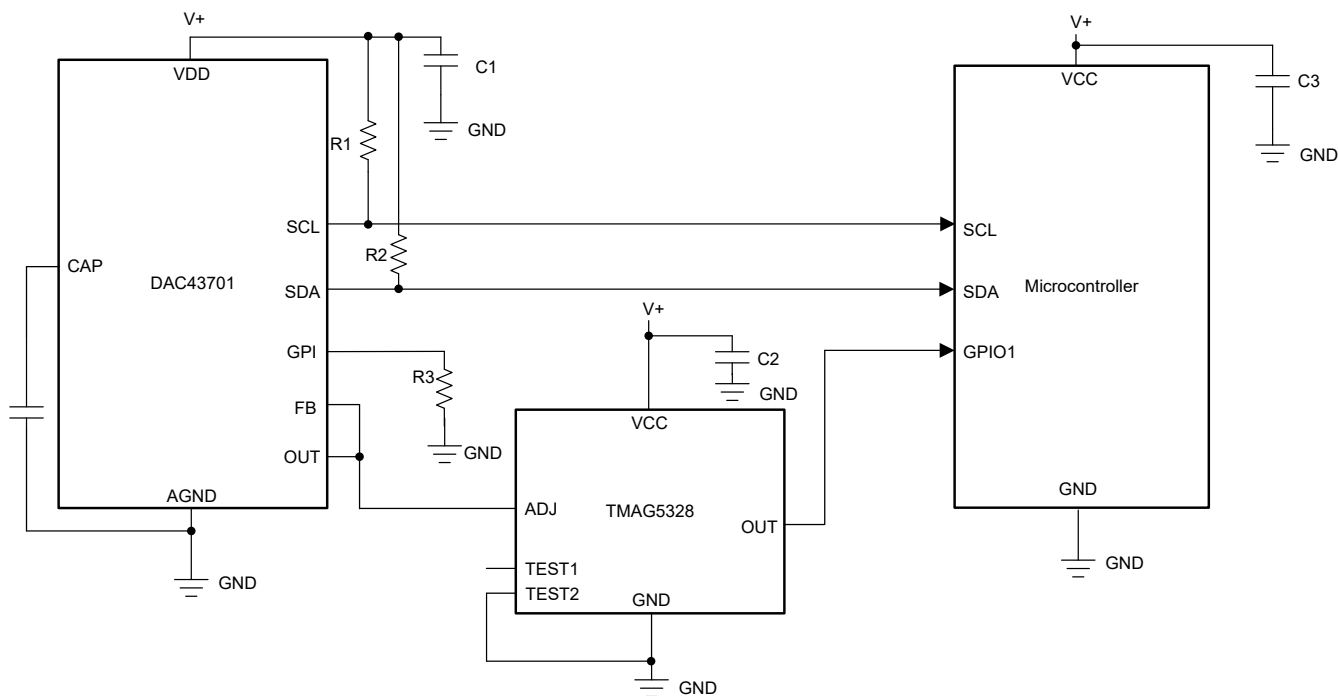 V+
V+
VDD
C1
VCC
C3
GND
R1
GND
SCL
SCL
R2
CAP
DAC43701
SDA
SDA
Microcontroller
V+
GPI
GPIO1
C2
R3
GND
FB
VCC
GND
OUT
AGND
GND
ADJ
TMAG5328
OUT
GND
TEST1
GND
TEST2
GND
GND